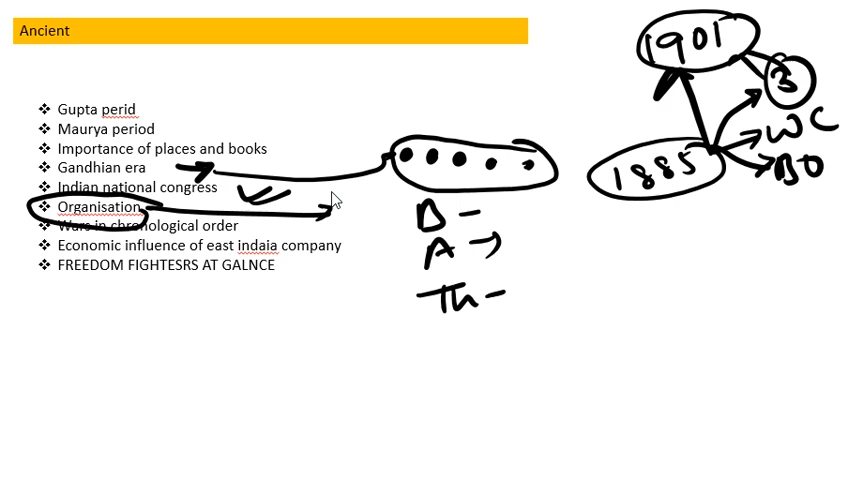 Ancient
1901
3
❖ Gupta perid
❖ Maurya period
❖ Importance of places and books
❖ Gandhian era
❖ Indian national congress
❖ Organisation
❖ Wars in chronological order
❖ Economic influence of east indaia company
❖ FREEDOM FIGHTESRS AT GALNCE
1885
WC
BO
B -
A →
Th -